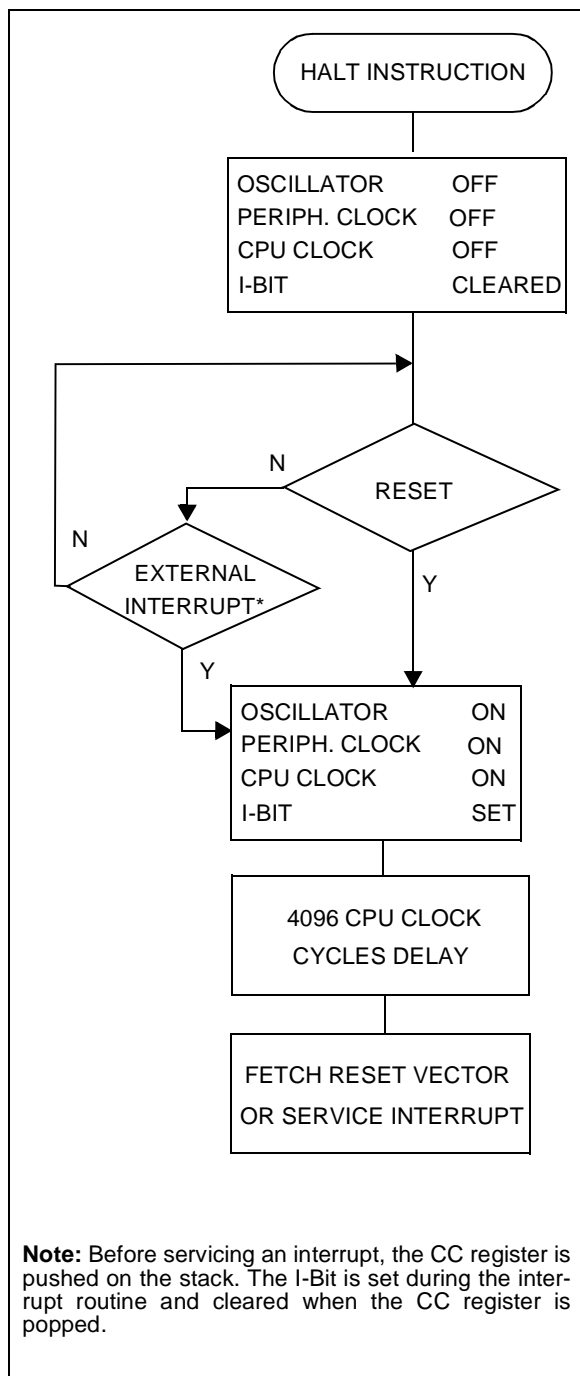 HALT INSTRUCTION
OSCILLATOR OFF
PERIPH. CLOCK OFF
CPU CLOCK OFF
I-BIT CLEARED
N
RESET
N
EXTERNAL
INTERRUPT*
Y
Y
OSCILLATOR ON
PERIPH. CLOCK ON
CPU CLOCK ON
I-BIT SET
4096 CPU CLOCK
CYCLES DELAY
FETCH RESET VECTOR
OR SERVICE INTERRUPT
Note: Before servicing an interrupt, the CC register is
pushed on the stack. The I-Bit is set during the inter-
rupt routine and cleared when the CC register is
popped.